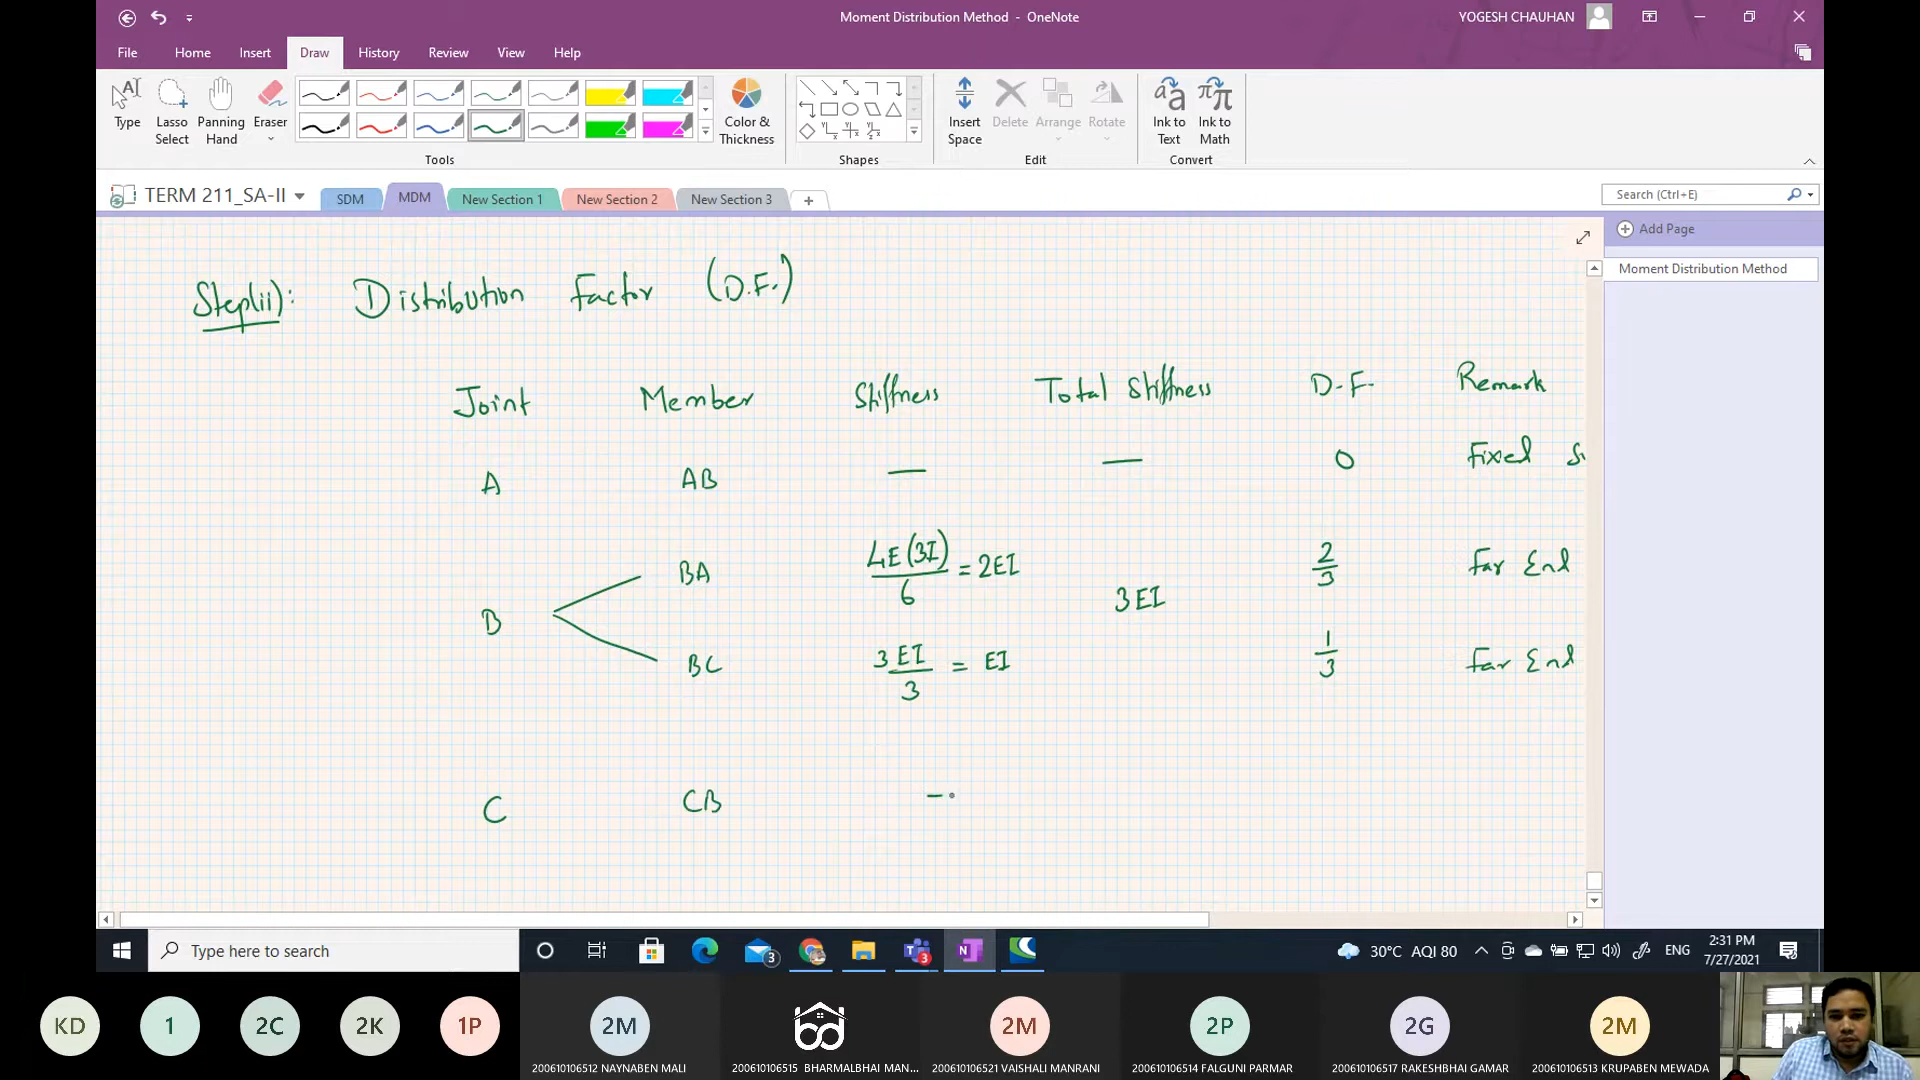 Moment Distribution Method - OneNote
YOGESH CHAUHAN
File Home Insert Draw History Review View Help
Type
Lasso Select
Panning Hand
Eraser
Color & Thickness
Insert Space
Delete
Arrange
Rotate
Ink to Text
Ink to Math
Tools
Shapes
Edit
Convert
TERM 211_SA-II
SDM MDM New Section 1 New Section 2 New Section 3
Search (Ctrl+E)
Add Page
Moment Distribution Method
Step(ii): Distribution Factor (D.F.)
Joint Member Stiffness Total Stiffness D.F. Remark
A AB — — 0 Fixed S
B
BA 4E(3I)/6 = 2EI 2/3 Far End
3EI
BC 3EI/3 = EI 1/3 Far End
C CB -
Type here to search
3
3
30°C AQI 80
ENG
2:31 PM
7/27/2021
KD 1 2C 2K 1P 2M bd 2M 2P 2G 2M
200610106512 NAYNABEN MALI
200610106515 BHARMALBHAI MAN...
200610106521 VAISHALI MANRANI
200610106514 FALGUNI PARMAR
200610106517 RAKESHBHAI GAMAR
200610106513 KRUPABEN MEWADA